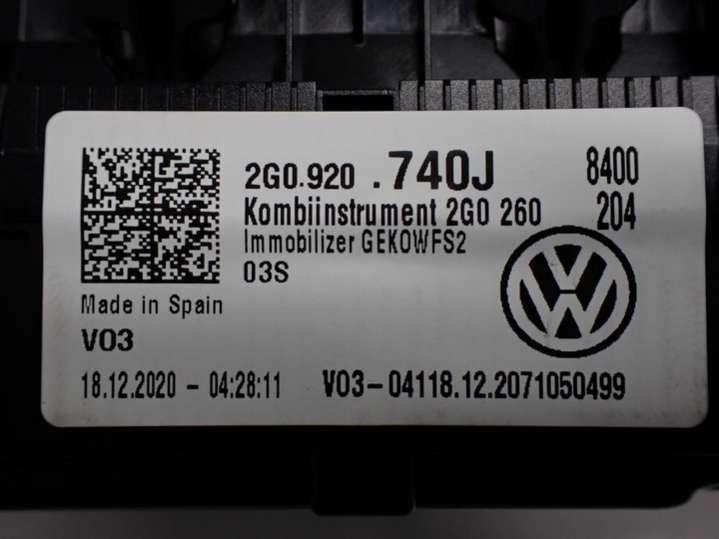 2G0.920 .740J 8400
Kombiinstrument 2G0 260 204
Immobilizer GEKOWFS2
03S
Made in Spain
V03
18.12.2020 - 04:28:11 V03-04118.12.2071050499